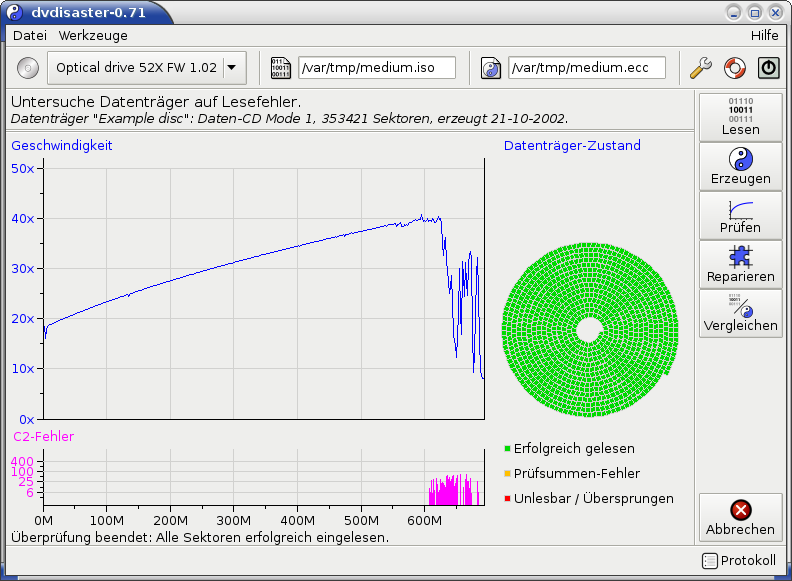 dvdisaster-0.71
Datei Werkzeuge Hilfe
Optical drive 52X FW 1.02 /var/tmp/medium.iso /var/tmp/medium.ecc
Untersuche Datenträger auf Lesefehler.
Datenträger "Example disc": Daten-CD Mode 1, 353421 Sektoren, erzeugt 21-10-2002.
Geschwindigkeit
50x
40x
30x
20x
10x
0x
C2-Fehler
400
100
25
6
0M 100M 200M 300M 400M 500M 600M
Überprüfung beendet: Alle Sektoren erfolgreich eingelesen.
Datenträger-Zustand
Erfolgreich gelesen
Prüfsummen-Fehler
Unlesbar / Übersprungen
01110
10011
00111
Lesen
Erzeugen
Prüfen
Reparieren
Vergleichen
Abbrechen
Protokoll